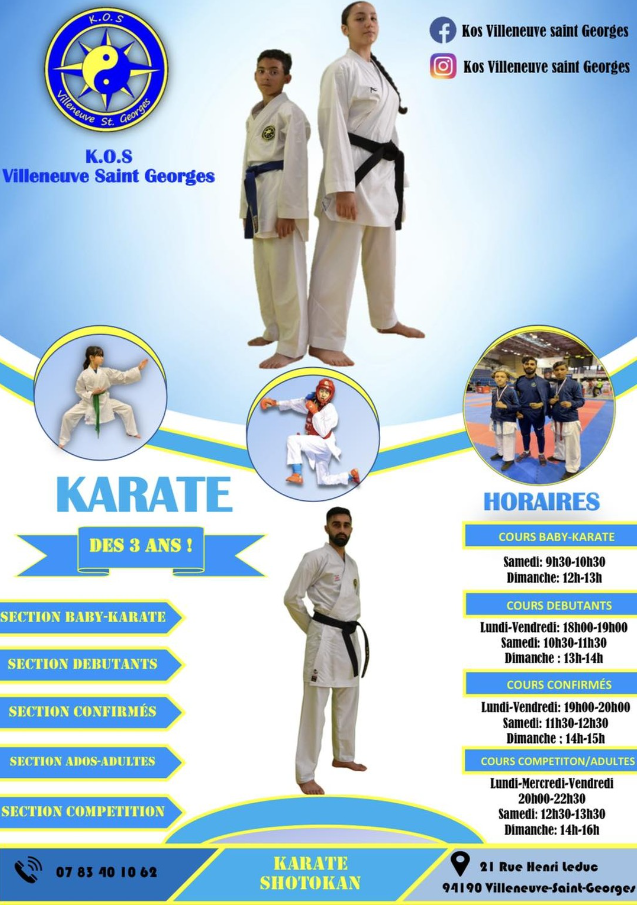 K.O.S
Villeneuve St. Georges
K.O.S
Villeneuve Saint Georges
Kos Villeneuve saint Georges
Kos Villeneuve saint Georges
KARATE
DES 3 ANS !
SECTION BABY-KARATE
SECTION DEBUTANTS
SECTION CONFIRMÉS
SECTION ADOS-ADULTES
SECTION COMPETITION
HORAIRES
COURS BABY-KARATE
Samedi: 9h30-10h30
Dimanche: 12h-13h
COURS DEBUTANTS
Lundi-Vendredi: 18h00-19h00
Samedi: 10h30-11h30
Dimanche : 13h-14h
COURS CONFIRMÉS
Lundi-Vendredi: 19h00-20h00
Samedi: 11h30-12h30
Dimanche ; 14h-15h
COURS COMPETITON/ADULTES
Lundi-Mercredi-Vendredi
20h00-22h30
Samedi: 12h30-13h30
Dimanche: 14h-16h
07 83 40 10 62
KARATE
SHOTOKAN
21 Rue Henri Leduc
94190 Villeneuve-Saint-Georges